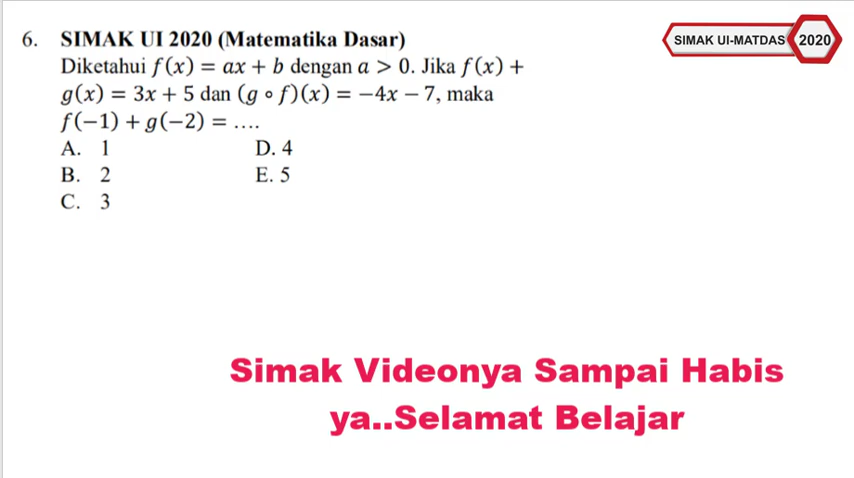 6. SIMAK UI 2020 (Matematika Dasar)
SIMAK UI-MATDAS 2020
Diketahui f(x) = ax + b dengan a > 0. Jika f(x) +
g(x) = 3x + 5 dan (g ∘ f)(x) = −4x − 7, maka
f(−1) + g(−2) = ….
A. 1 D. 4
B. 2 E. 5
C. 3
Simak Videonya Sampai Habis
ya..Selamat Belajar